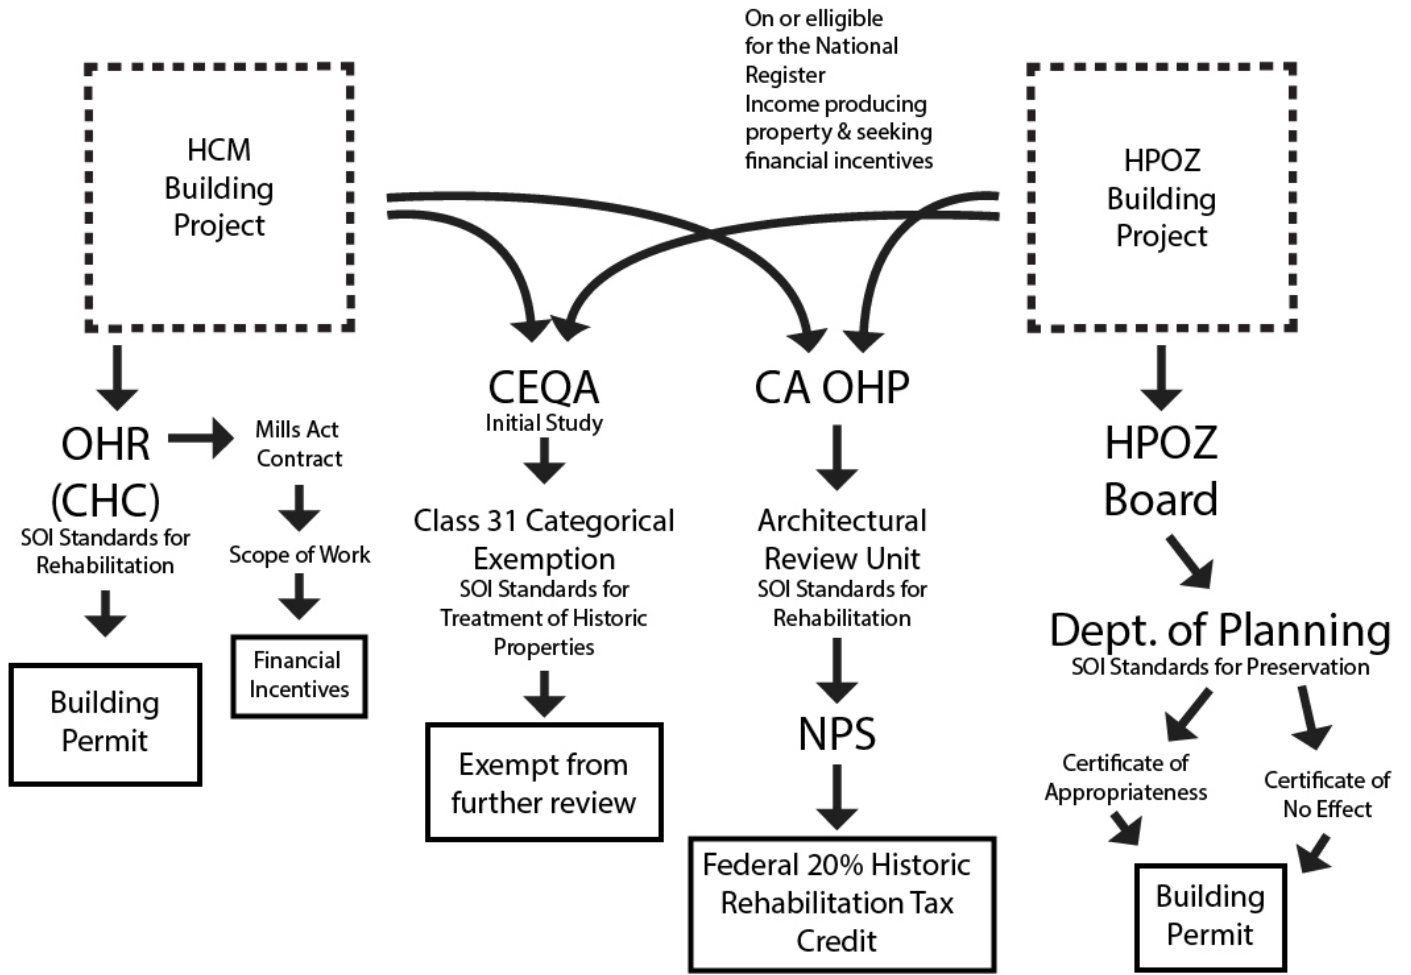 On or elligible
for the National
Register
Income producing
property & seeking
financial incentives
HCM
Building
Project
HPOZ
Building
Project
OHR
(CHC)
SOI Standards for
Rehabilitation
Building
Permit
Mills Act
Contract
Scope of Work
Financial
Incentives
CEQA
Initial Study
Class 31 Categorical
Exemption
SOI Standards for
Treatment of Historic
Properties
Exempt from
further review
CA OHP
Architectural
Review Unit
SOI Standards for
Rehabilitation
NPS
Federal 20% Historic
Rehabilitation Tax
Credit
HPOZ
Board
Dept. of Planning
SOI Standards for Preservation
Certificate of
Appropriateness
Certificate of
No Effect
Building
Permit